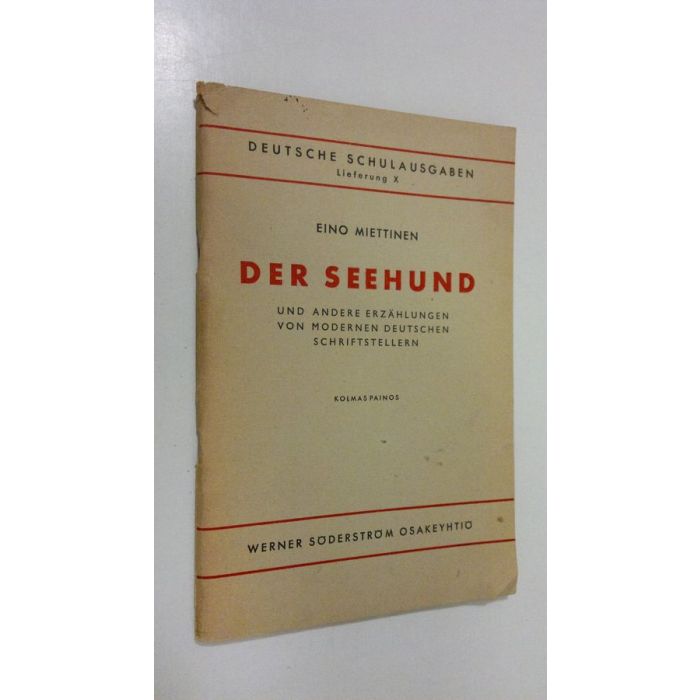 DEUTSCHE SCHULAUSGABEN
Lieferung X
EINO MIETTINEN
DER SEEHUND
UND ANDERE ERZÄHLUNGEN
VON MODERNEN DEUTSCHEN
SCHRIFTSTELLERN
KOLMAS PAINOS
WERNER SÖDERSTRÖM OSAKEYHTIÖ